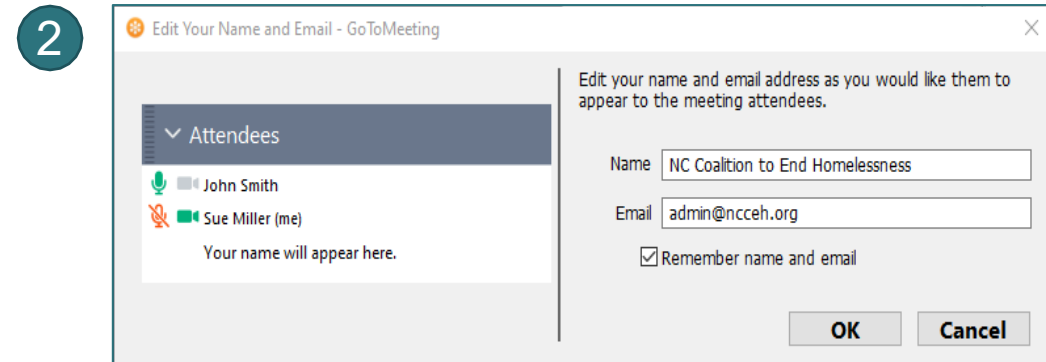 2
Edit Your Name and Email - GoToMeeting
Attendees
John Smith
Sue Miller (me)
Your name will appear here.
Edit your name and email address as you would like them to
appear to the meeting attendees.
Name NC Coalition to End Homelessness
Email admin@ncceh.org
Remember name and email
OK Cancel